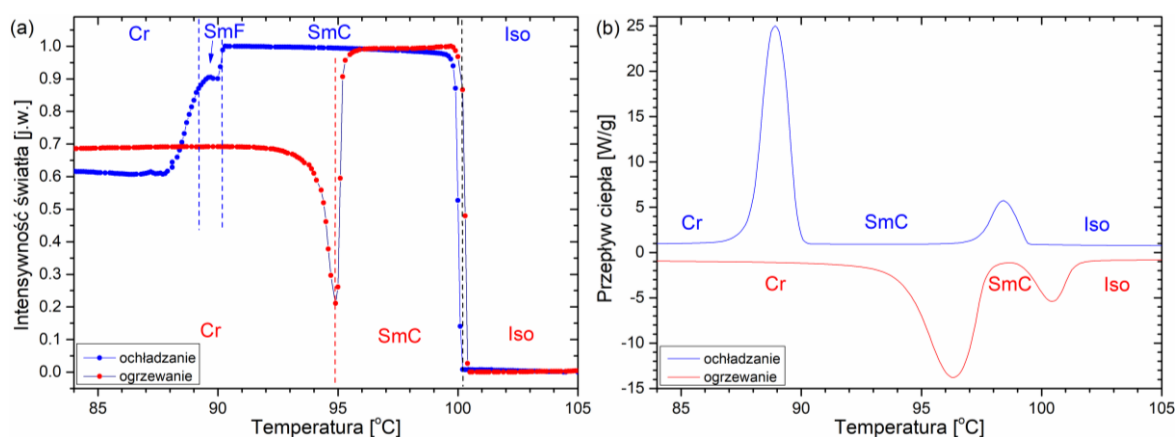 (a)
Cr
SmF
SmC
Iso
1.0
0.9
0.8
0.7
0.6
0.5
0.4
0.3
0.2
0.1
0.0
Intensywność światła [j.w.]
Cr
SmC
Iso
ochładzanie
ogrzewanie
84
90
95
100
105
Temperatura [°C]
(b)
25
20
15
10
5
0
-5
-10
-15
Przepływ ciepła [W/g]
Cr
SmC
Iso
Cr
SmC
Iso
ochładzanie
ogrzewanie
84
90
95
100
105
Temperatura [°C]